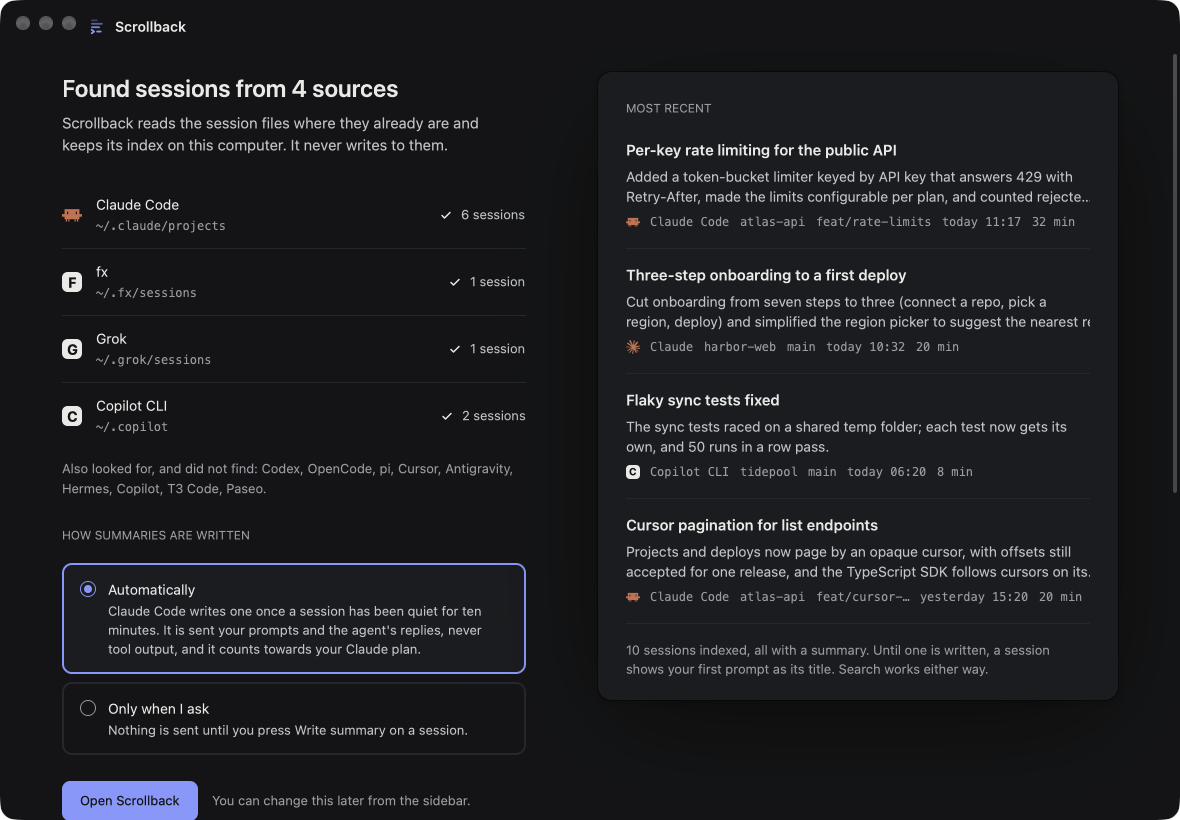 Scrollback
Found sessions from 4 sources
Scrollback reads the session files where they already are and
keeps its index on this computer. It never writes to them.
Claude Code
~/.claude/projects
6 sessions
F
fx
~/.fx/sessions
1 session
G
Grok
~/.grok/sessions
1 session
C
Copilot CLI
~/.copilot
2 sessions
Also looked for, and did not find: Codex, OpenCode, pi, Cursor, Antigravity,
Hermes, Copilot, T3 Code, Paseo.
HOW SUMMARIES ARE WRITTEN
Automatically
Claude Code writes one once a session has been quiet for ten
minutes. It is sent your prompts and the agent's replies, never
tool output, and it counts towards your Claude plan.
Only when I ask
Nothing is sent until you press Write summary on a session.
Open Scrollback
You can change this later from the sidebar.
MOST RECENT
Per-key rate limiting for the public API
Added a token-bucket limiter keyed by API key that answers 429 with
Retry-After, made the limits configurable per plan, and counted rejecte…
Claude Code atlas-api feat/rate-limits today 11:17 32 min
Three-step onboarding to a first deploy
Cut onboarding from seven steps to three (connect a repo, pick a
region, deploy) and simplified the region picker to suggest the nearest re
Claude harbor-web main today 10:32 20 min
Flaky sync tests fixed
The sync tests raced on a shared temp folder; each test now gets its
own, and 50 runs in a row pass.
C Copilot CLI tidepool main today 06:20 8 min
Cursor pagination for list endpoints
Projects and deploys now page by an opaque cursor, with offsets still
accepted for one release, and the TypeScript SDK follows cursors on its.
Claude Code atlas-api feat/cursor-… yesterday 15:20 20 min
10 sessions indexed, all with a summary. Until one is written, a session
shows your first prompt as its title. Search works either way.